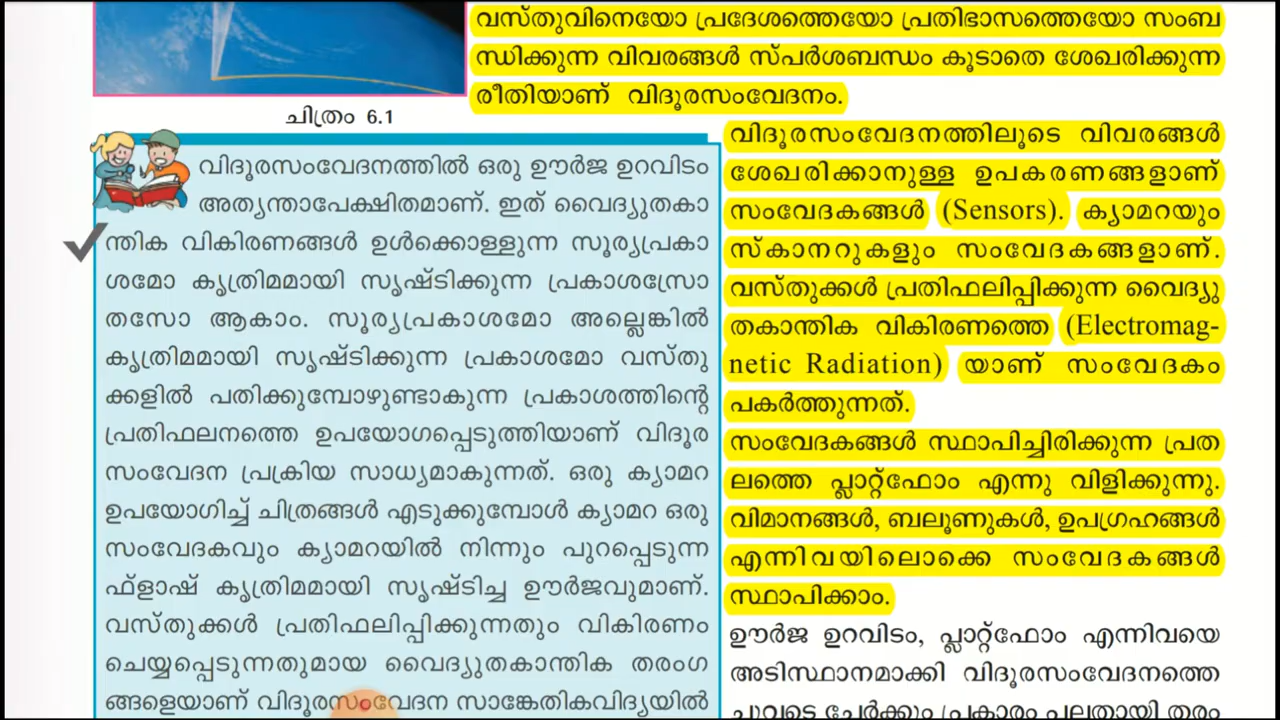 വസ്തുവിനെയോ പ്രദേശത്തെയോ പ്രതിഭാസത്തെയോ സംബ
ന്ധിക്കുന്ന വിവരങ്ങൾ സ്പർശബന്ധം കൂടാതെ ശേഖരിക്കുന്ന
രീതിയാണ് വിദൂരസംവേദനം.
ചിത്രം 6.1
വിദൂരസംവേദനത്തിൽ ഒരു ഊർജ ഉറവിടം
അത്യന്താപേക്ഷിതമാണ്. ഇത് വൈദ്യുതകാ
ന്തിക വികിരണങ്ങൾ ഉൾക്കൊള്ളുന്ന സൂര്യപ്രകാ
ശമോ കൃത്രിമമായി സൃഷ്ടിക്കുന്ന പ്രകാശസ്രോ
തസോ ആകാം. സൂര്യപ്രകാശമോ അല്ലെങ്കിൽ
കൃത്രിമമായി സൃഷ്ടിക്കുന്ന പ്രകാശമോ വസ്തു
ക്കളിൽ പതിക്കുമ്പോഴുണ്ടാകുന്ന പ്രകാശത്തിന്റെ
പ്രതിഫലനത്തെ ഉപയോഗപ്പെടുത്തിയാണ് വിദൂര
സംവേദന പ്രക്രിയ സാധ്യമാകുന്നത്. ഒരു ക്യാമറ
ഉപയോഗിച്ച് ചിത്രങ്ങൾ എടുക്കുമ്പോൾ ക്യാമറ ഒരു
സംവേദകവും ക്യാമറയിൽ നിന്നും പുറപ്പെടുന്ന
ഫ്ളാഷ് കൃത്രിമമായി സൃഷ്ടിച്ച ഊർജവുമാണ്.
വസ്തുക്കൾ പ്രതിഫലിപ്പിക്കുന്നതും വികിരണം
ചെയ്യപ്പെടുന്നതുമായ വൈദ്യുതകാന്തിക തരംഗ
ങ്ങളെയാണ് വിദൂരസംവേദന സാങ്കേതികവിദ്യയിൽ
വിദൂരസംവേദനത്തിലൂടെ വിവരങ്ങൾ
ശേഖരിക്കാനുള്ള ഉപകരണങ്ങളാണ്
സംവേദകങ്ങൾ (Sensors). ക്യാമറയും
സ്കാനറുകളും സംവേദകങ്ങളാണ്.
വസ്തുക്കൾ പ്രതിഫലിപ്പിക്കുന്ന വൈദ്യു
തകാന്തിക വികിരണത്തെ (Electromag-
netic Radiation) യാണ് സംവേദകം
പകർത്തുന്നത്.
സംവേദകങ്ങൾ സ്ഥാപിച്ചിരിക്കുന്ന പ്രത
ലത്തെ പ്ലാറ്റ്ഫോം എന്നു വിളിക്കുന്നു.
വിമാനങ്ങൾ, ബലൂണുകൾ, ഉപഗ്രഹങ്ങൾ
എന്നിവയിലൊക്കെ സംവേദകങ്ങൾ
സ്ഥാപിക്കാം.
ഊർജ ഉറവിടം, പ്ലാറ്റ്ഫോം എന്നിവയെ
അടിസ്ഥാനമാക്കി വിദൂരസംവേദനത്തെ
ചുവടെ ചേർക്കും പ്രകാരം പലതായി തരം